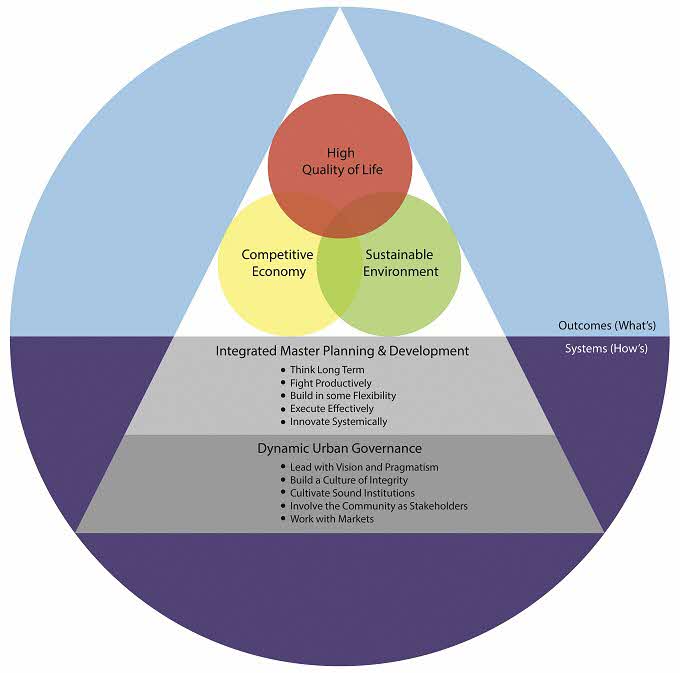 High
Quality of Life
Competitive
Economy
Sustainable
Environment
Outcomes (What's)
Systems (How's)
Integrated Master Planning & Development
• Think Long Term
• Fight Productively
• Build in some Flexibility
• Execute Effectively
• Innovate Systemically
Dynamic Urban Governance
• Lead with Vision and Pragmatism
• Build a Culture of Integrity
• Cultivate Sound Institutions
• Involve the Community as Stakeholders
• Work with Markets